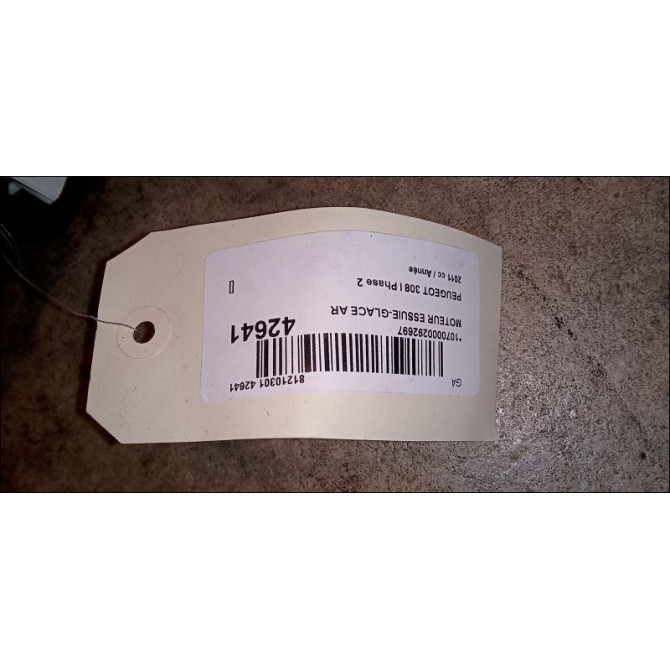 GA
81210301 42641
*1070000292697
42641
MOTEUR ESSUIE-GLACE AR
PEUGEOT 308 I Phase 2
2011 cc / Année